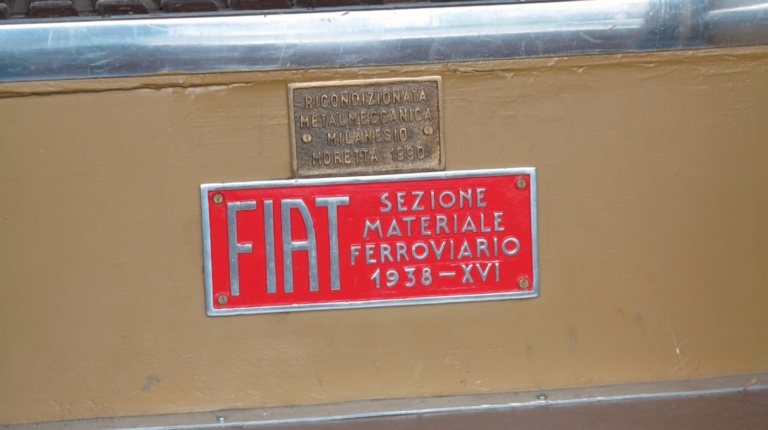 RICONDIZIONATA
METALMECCANICA
MILANESIO
MORETTA 1990
FIAT
SEZIONE
MATERIALE
FERROVIARIO
1938-XVI